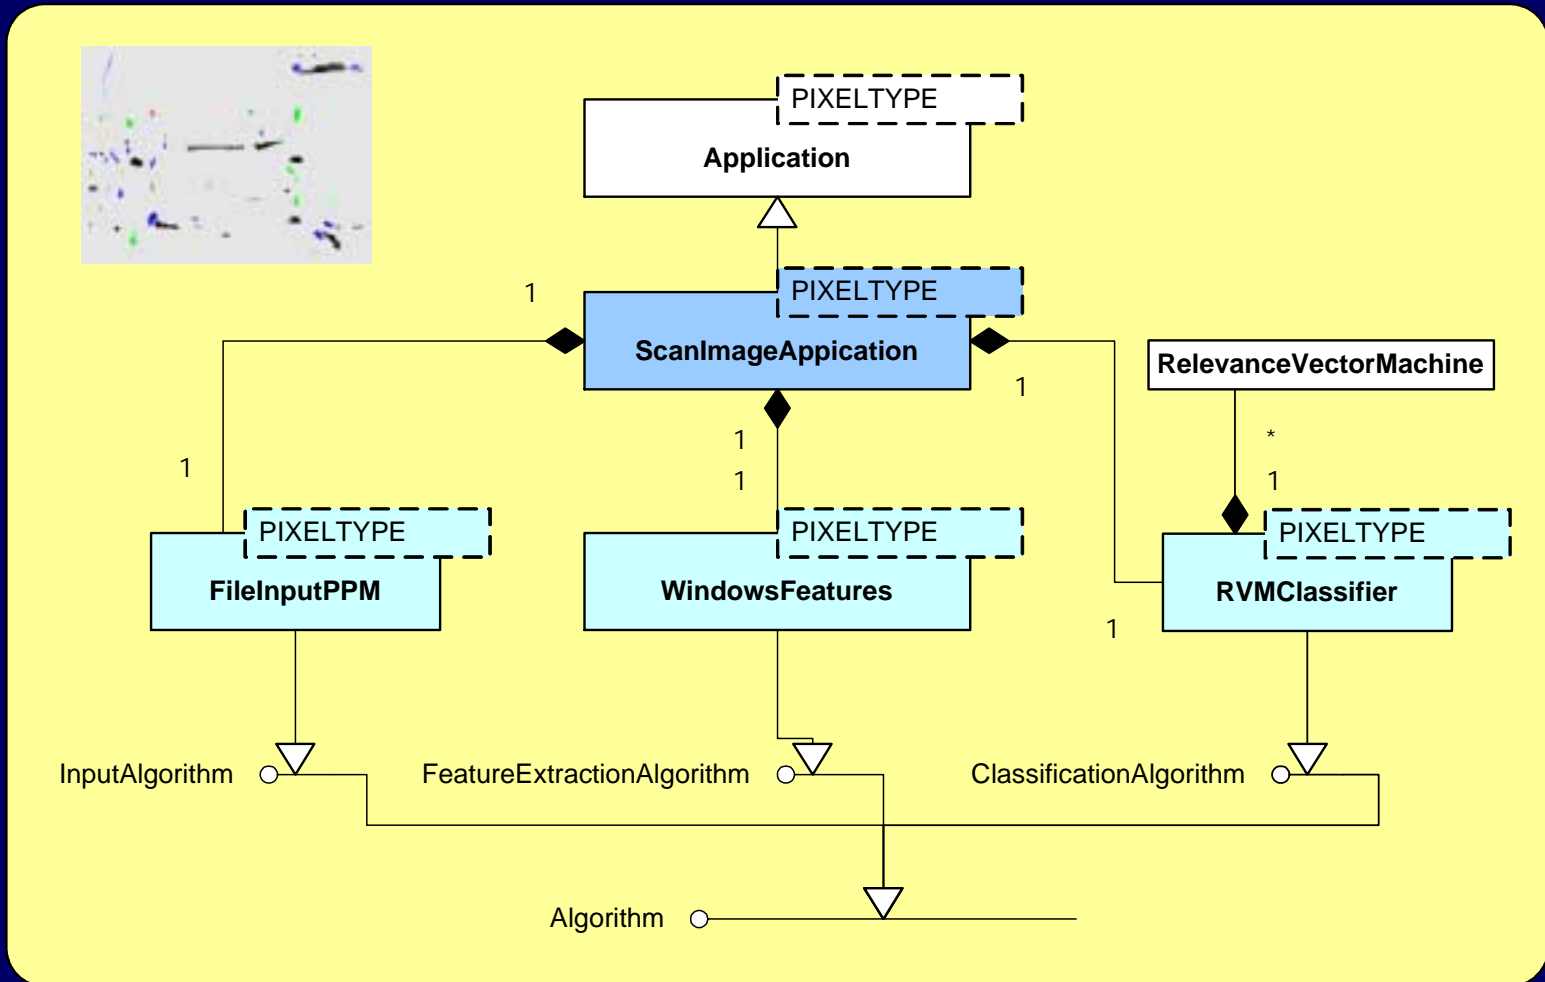 PIXELTYPE
Application
PIXELTYPE
1
ScanImageAppication
1
RelevanceVectorMachine
1
*
1
1
1
PIXELTYPE
FileInputPPM
PIXELTYPE
WindowsFeatures
PIXELTYPE
RVMClassifier
1
InputAlgorithm
FeatureExtractionAlgorithm
ClassificationAlgorithm
Algorithm